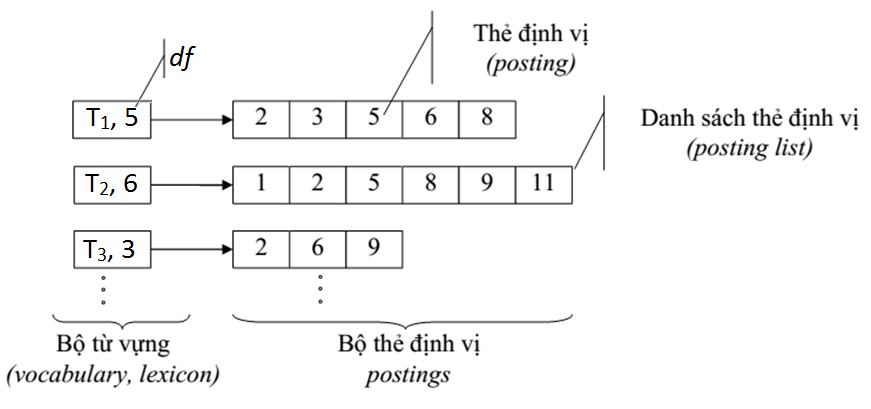 df
Thẻ định vị
(posting)
T₁, 5
2 3 5 6 8
Danh sách thẻ định vị
(posting list)
T₂, 6
1 2 5 8 9 11
T₃, 3
2 6 9
Bộ từ vựng
(vocabulary, lexicon)
Bộ thẻ định vị
postings